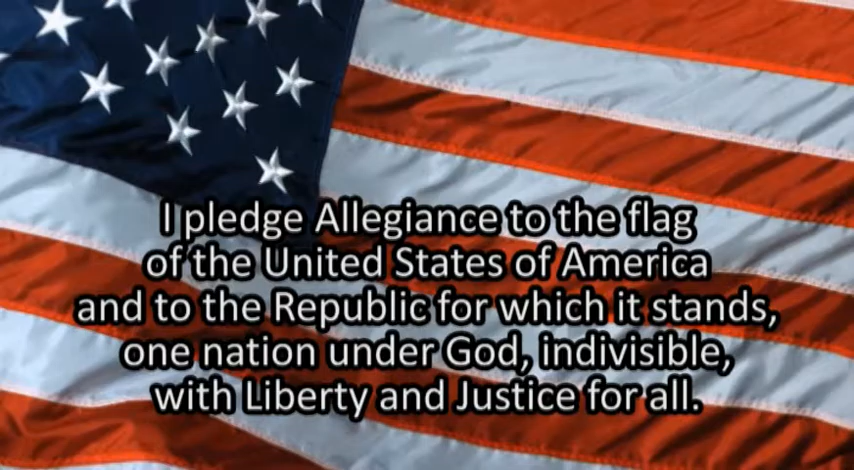 I pledge Allegiance to the flag
of the United States of America
and to the Republic for which it stands,
one nation under God, indivisible,
with Liberty and Justice for all.